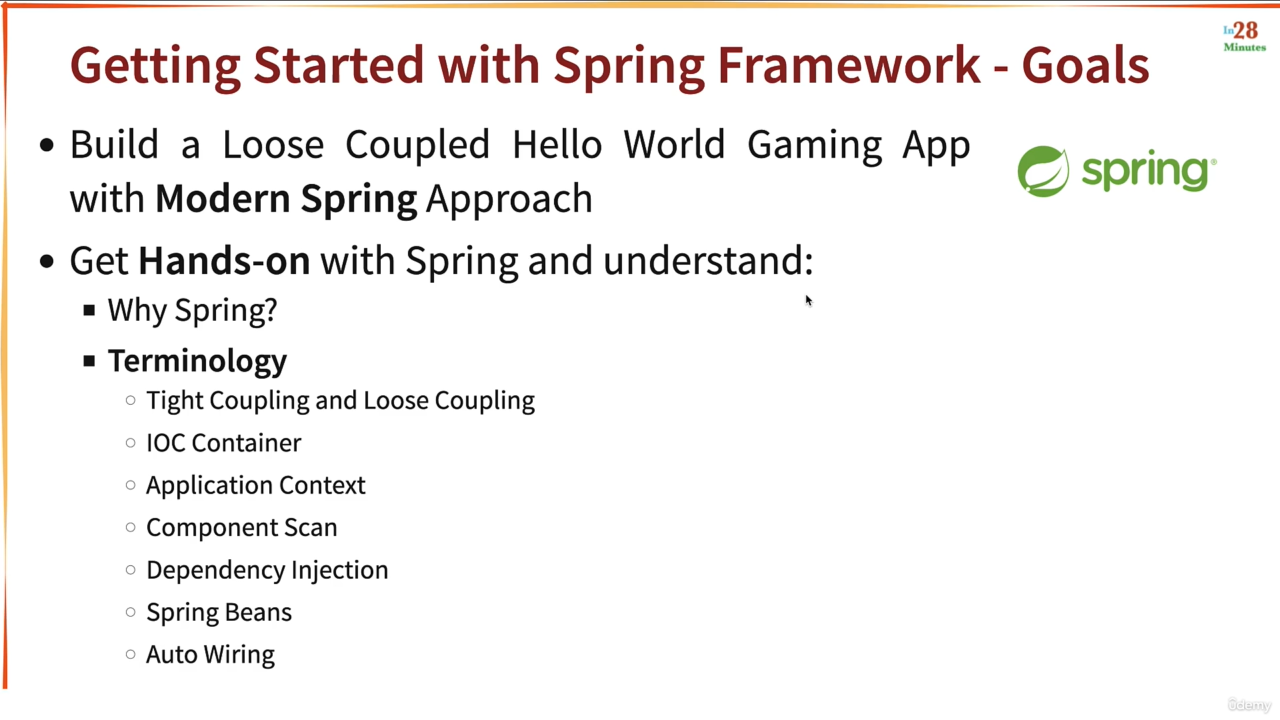 In28
Minutes
Getting Started with Spring Framework - Goals
• Build a Loose Coupled Hello World Gaming App
with Modern Spring Approach
spring®
• Get Hands-on with Spring and understand:
▪ Why Spring?
▪ Terminology
○ Tight Coupling and Loose Coupling
○ IOC Container
○ Application Context
○ Component Scan
○ Dependency Injection
○ Spring Beans
○ Auto Wiring
ûdemy